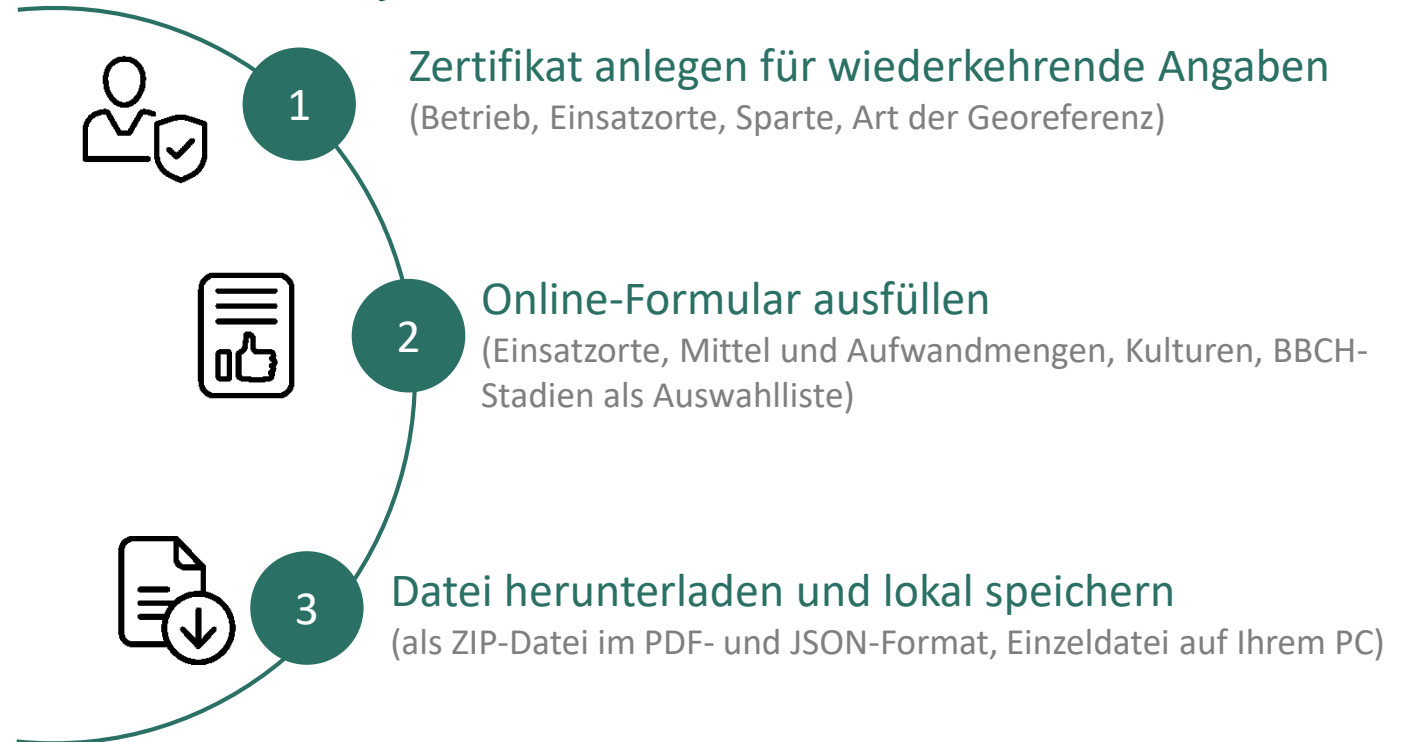 1
Zertifikat anlegen für wiederkehrende Angaben
(Betrieb, Einsatzorte, Sparte, Art der Georeferenz)
2
Online-Formular ausfüllen
(Einsatzorte, Mittel und Aufwandmengen, Kulturen, BBCH-
Stadien als Auswahlliste)
3
Datei herunterladen und lokal speichern
(als ZIP-Datei im PDF- und JSON-Format, Einzeldatei auf Ihrem PC)